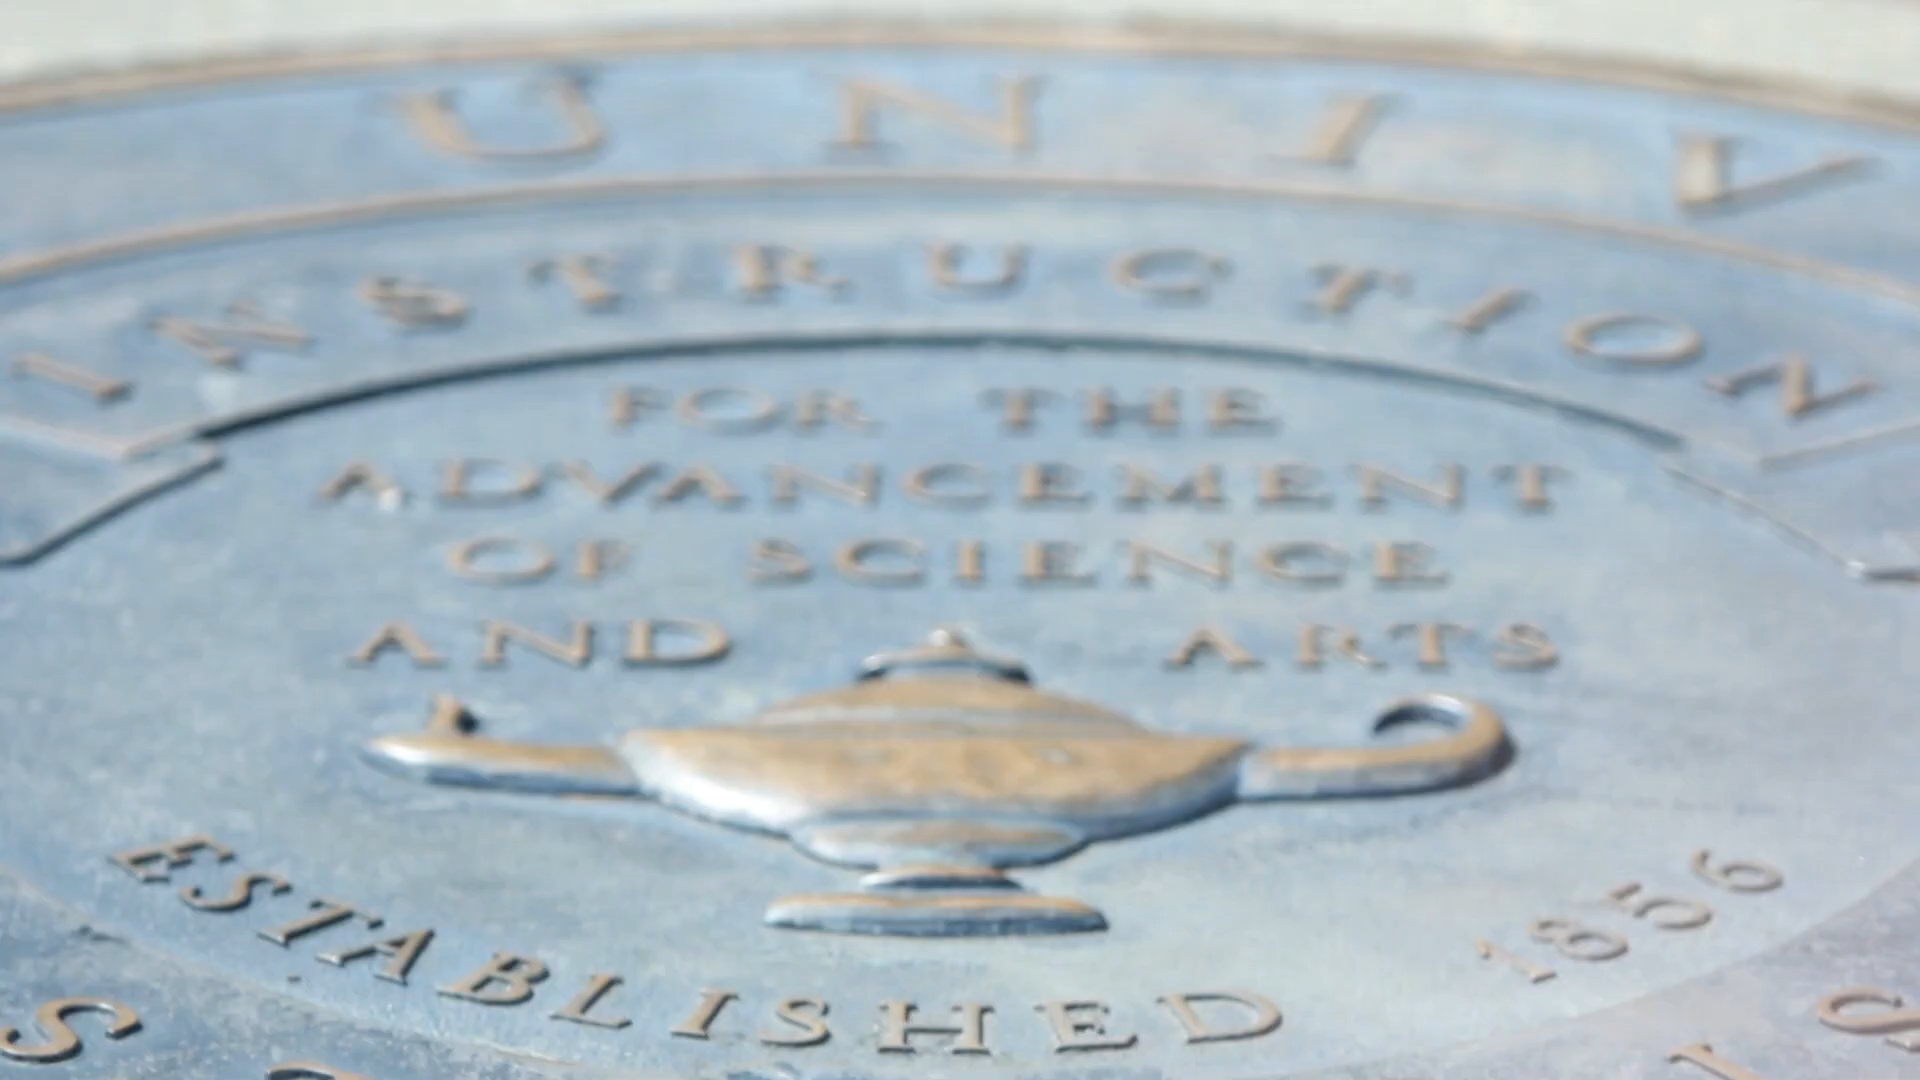 UNIV
INSTRUCTION
FOR THE
ADVANCEMENT
OF SCIENCE
AND ARTS
ESTABLISHED 1856